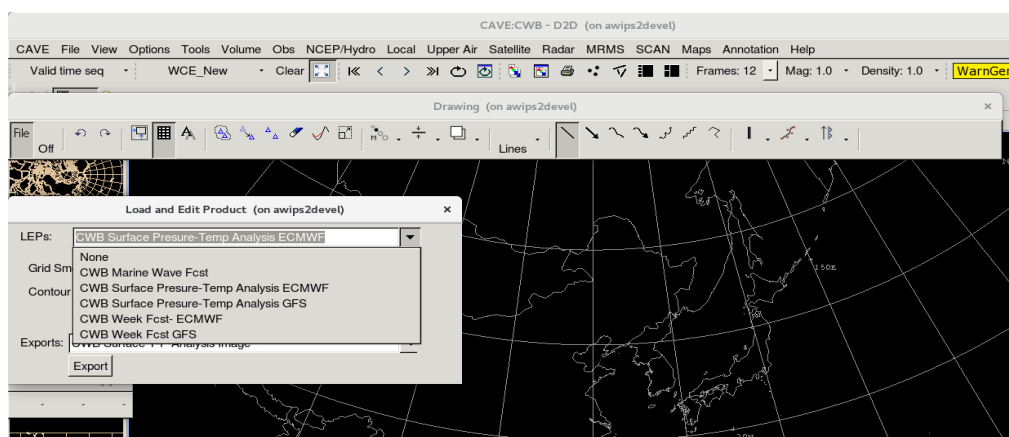 CAVE:CWB - D2D (on awips2devel)
CAVE File View Options Tools Volume Obs NCEP/Hydro Local Upper Air Satellite Radar MRMS SCAN Maps Annotation Help
Valid time seq WCE_New Clear Frames: 12 Mag: 1.0 Density: 1.0 WarnGen
Drawing (on awips2devel)
File Off Lines
Load and Edit Product (on awips2devel)
LEPs: CWB Surface Presure-Temp Analysis ECMWF
None
Grid Sm CWB Marine Wave Fcst
Contour CWB Surface Presure-Temp Analysis ECMWF
CWB Surface Presure-Temp Analysis GFS
CWB Week Fcst- ECMWF
CWB Week Fcst GFS
Exports:
Export
150E